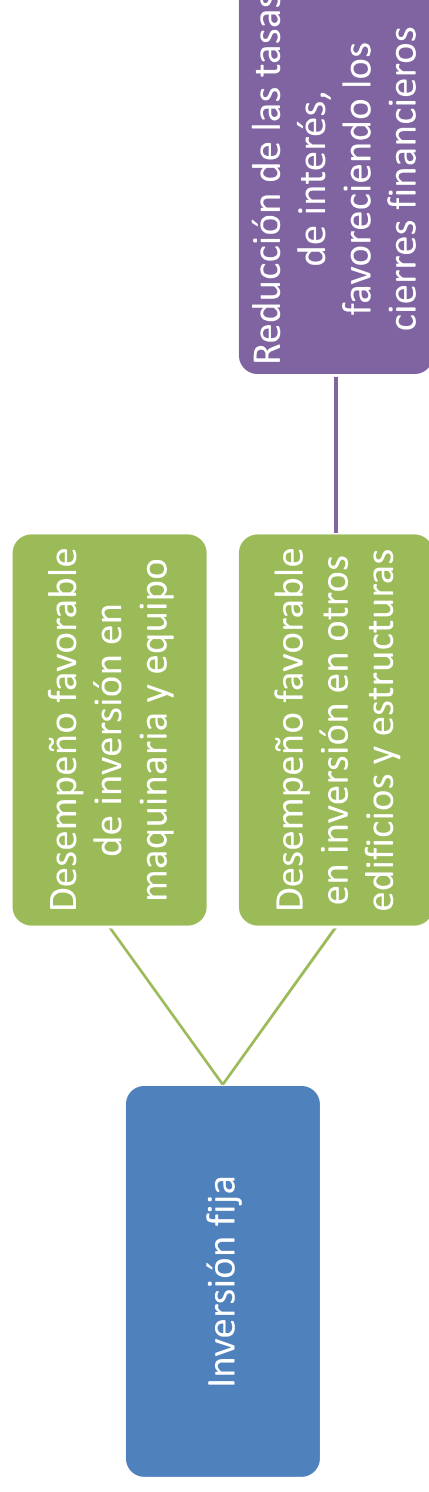 Inversión fija
Desempeño favorable
de inversión en
maquinaria y equipo
Desempeño favorable
en inversión en otros
edificios y estructuras
Reducción de las tasas
de interés,
favoreciendo los
cierres financieros